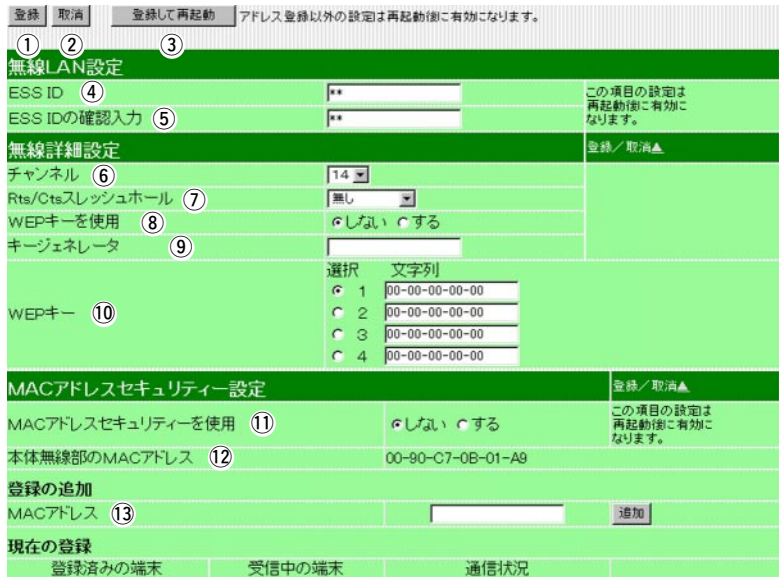 登録 取消 登録して再起動 アドレス登録以外の設定は再起動後に有効になります。
① ② ③
無線LAN設定
ESS ID ④ ** この項目の設定は
再起動後に有効に
なります。
ESS IDの確認入力 ⑤ **
無線詳細設定 登録／取消▲
チャンネル ⑥ 14
Rts/Ctsスレッシュホール ⑦ 無し
WEPキーを使用 ⑧ しない する
キージェネレータ ⑨
選択 文字列
WEPキー ⑩
1 00-00-00-00-00
2 00-00-00-00-00
3 00-00-00-00-00
4 00-00-00-00-00
MACアドレスセキュリティー設定 登録／取消▲
MACアドレスセキュリティーを使用 ⑪ しない する この項目の設定は
再起動後に有効に
なります。
本体無線部のMACアドレス ⑫ 00-90-C7-0B-01-A9
登録の追加
MACアドレス ⑬ 追加
現在の登録
登録済みの端末 受信中の端末 通信状況